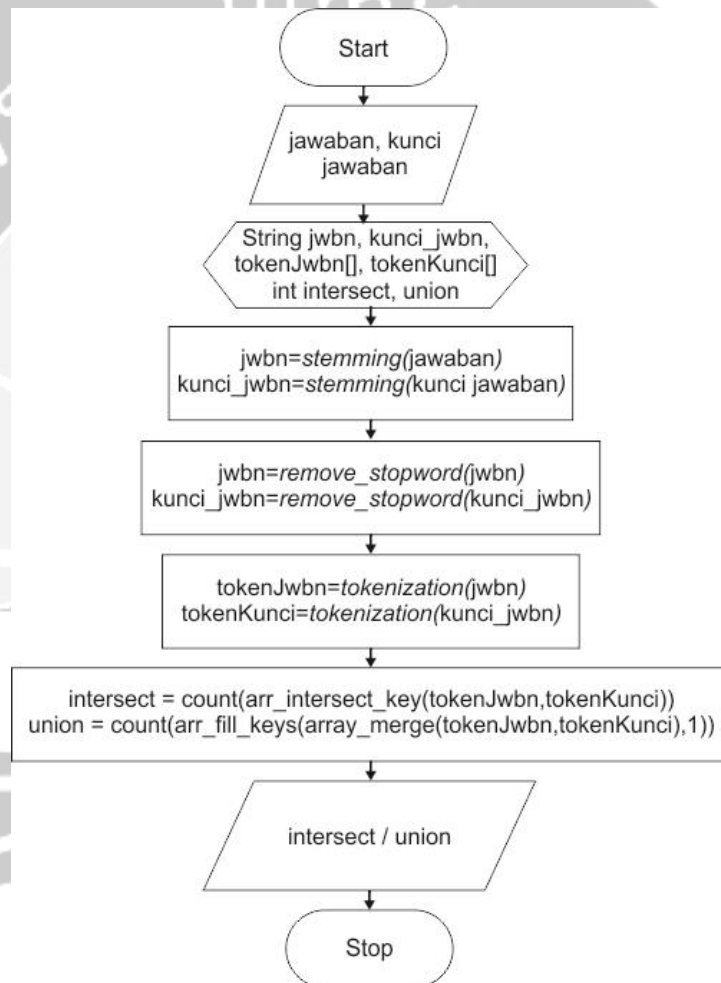 Start
jawaban, kunci
jawaban
String jwbn, kunci_jwbn,
tokenJwbn[], tokenKunci[]
int intersect, union
jwbn=stemming(jawaban)
kunci_jwbn=stemming(kunci jawaban)
jwbn=remove_stopword(jwbn)
kunci_jwbn=remove_stopword(kunci_jwbn)
tokenJwbn=tokenization(jwbn)
tokenKunci=tokenization(kunci_jwbn)
intersect = count(arr_intersect_key(tokenJwbn,tokenKunci))
union = count(arr_fill_keys(array_merge(tokenJwbn,tokenKunci),1))
intersect / union
Stop